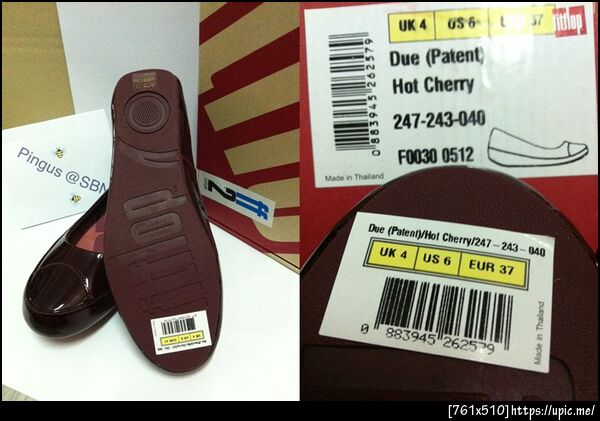 Pingus @SBN
fitflop
UK 4 US 6 EUR 37
fitflop
Due (Patent)
Hot Cherry
247-243-040
F0030 0512
0 883945 262579
Made in Thailand
Due (Patent)/Hot Cherry/247-243-040
UK 4 US 6 EUR 37
0 883945 262579
Made in Thailand
[761x510]https://upic.me/